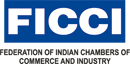 FICCI
FEDERATION OF INDIAN CHAMBERS OF
COMMERCE AND INDUSTRY